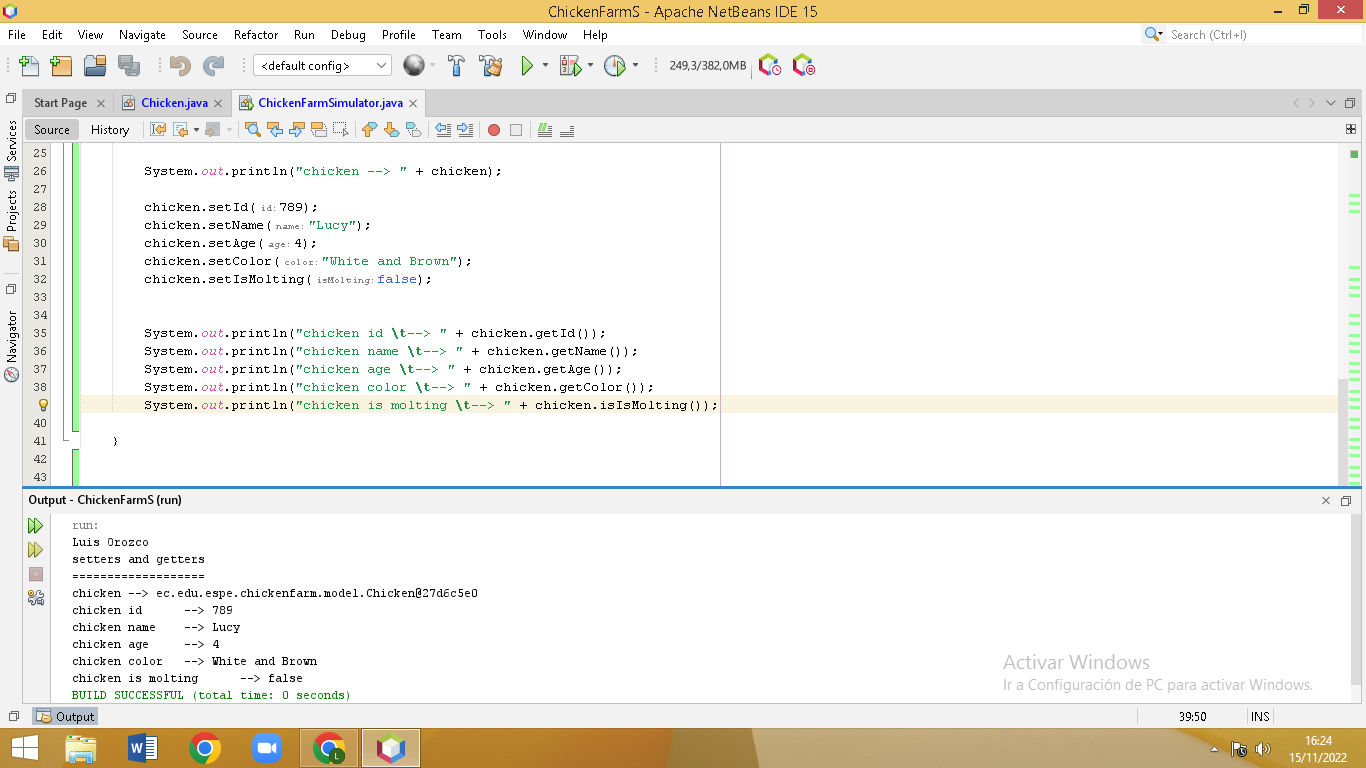 ChickenFarmS - Apache NetBeans IDE 15
File Edit View Navigate Source Refactor Run Debug Profile Team Tools Window Help
Search (Ctrl+I)
<default config>
249,3/382,0MB
Start Page Chicken.java ChickenFarmSimulator.java
Source History
Services
Projects
Navigator
25
26 System.out.println("chicken --> " + chicken);
27
28 chicken.setId( id: 789);
29 chicken.setName( name: "Lucy");
30 chicken.setAge( age: 4);
31 chicken.setColor( color: "White and Brown");
32 chicken.setIsMolting( isMolting: false);
33
34
35 System.out.println("chicken id \t--> " + chicken.getId());
36 System.out.println("chicken name \t--> " + chicken.getName());
37 System.out.println("chicken age \t--> " + chicken.getAge());
38 System.out.println("chicken color \t--> " + chicken.getColor());
System.out.println("chicken is molting \t--> " + chicken.isIsMolting());
40
41 }
42
43
Output - ChickenFarmS (run)
run:
Luis Orozco
setters and getters
===================
chicken --> ec.edu.espe.chickenfarm.model.Chicken@27d6c5e0
chicken id --> 789
chicken name --> Lucy
chicken age --> 4
chicken color --> White and Brown
chicken is molting --> false
BUILD SUCCESSFUL (total time: 0 seconds)
Activar Windows
Ir a Configuración de PC para activar Windows.
Output
39:50 INS
16:24
15/11/2022